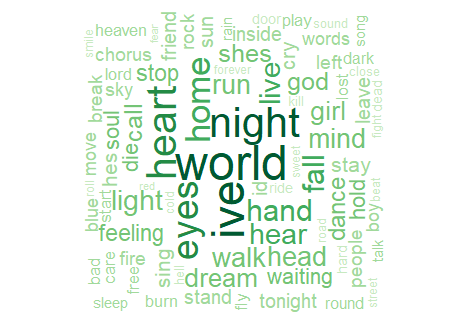 heaven
fear
door
play
sound
song
smile
friend
rock
sun
rain
inside
words
chorus
shes
cry
left
dark
lord
stop
forever
close
sky
home
run
live
god
lost
leave
break
call
heart
kill
girl
fight
dead
soul
night
mind
die
hes
move
world
sweet
fall
stay
roll
start
eyes
ive
id
ride
dance
hold
boy
beat
blue
light
red
cold
hand
road
feeling
hear
people
talk
bad
care
fire
sing
walk
head
hard
free
hell
dream
waiting
street
sleep
burn
stand
fly
tonight
round